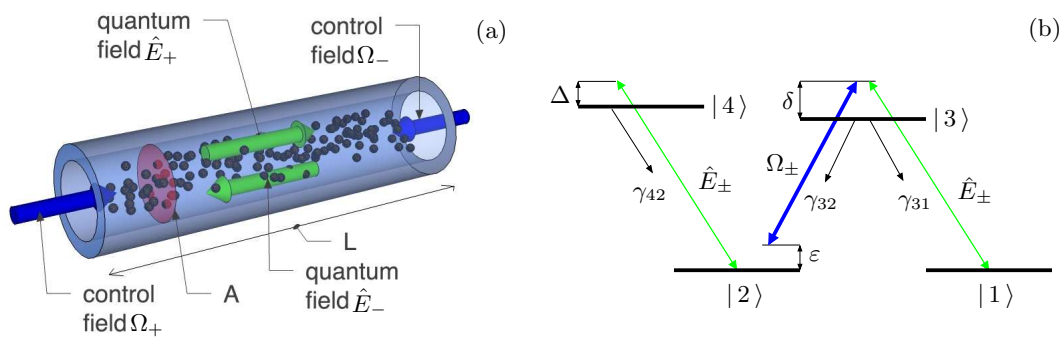 quantum
field Ê₊
control
field Ω₋
(a)
L
A
control
field Ω₊
quantum
field Ê₋
(b)
Δ
| 4 ⟩
δ
| 3 ⟩
Ω±
Ê±
Ê±
γ₄₂
γ₃₂
γ₃₁
ε
| 2 ⟩
| 1 ⟩